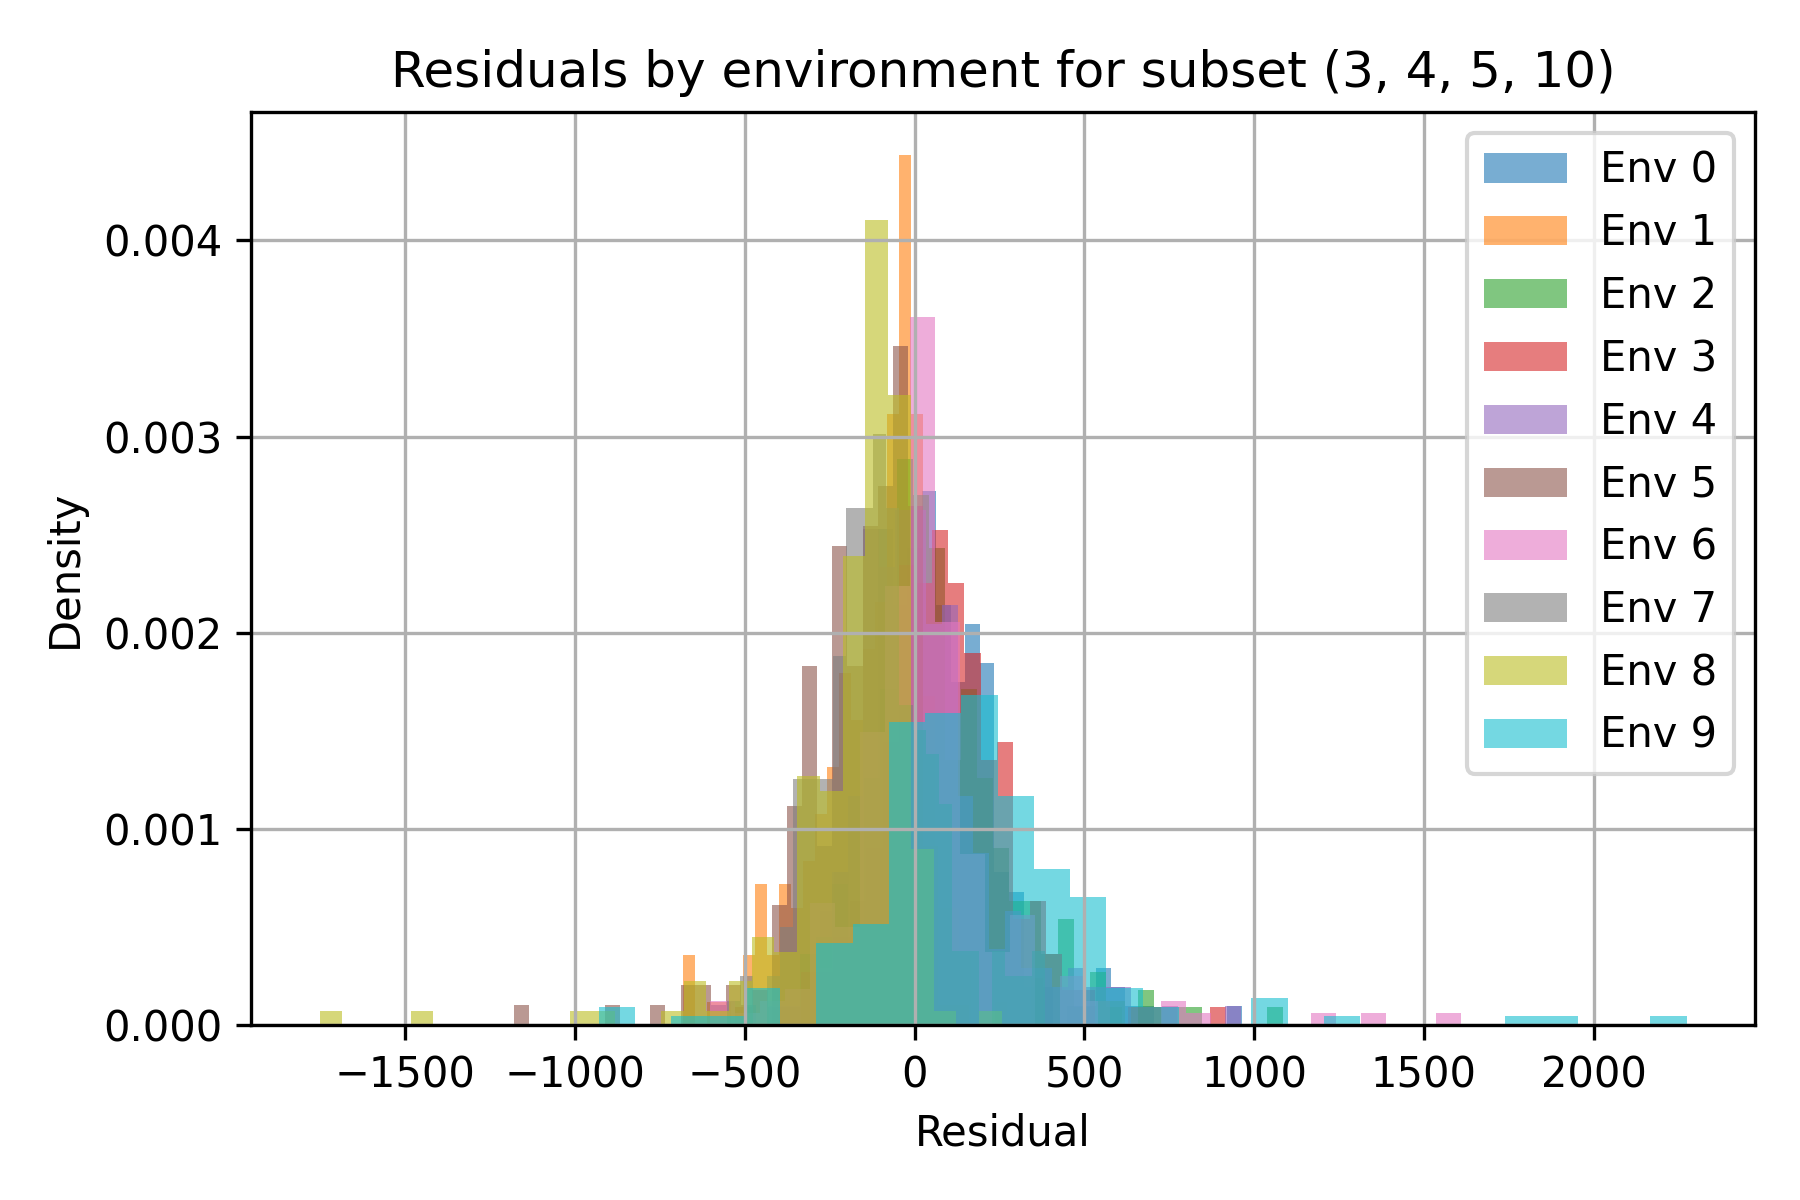 Residuals by environment for subset (3, 4, 5, 10)
Density
0.004
0.003
0.002
0.001
0.000
Env 0
Env 1
Env 2
Env 3
Env 4
Env 5
Env 6
Env 7
Env 8
Env 9
−1500 −1000 −500 0 500 1000 1500 2000
Residual